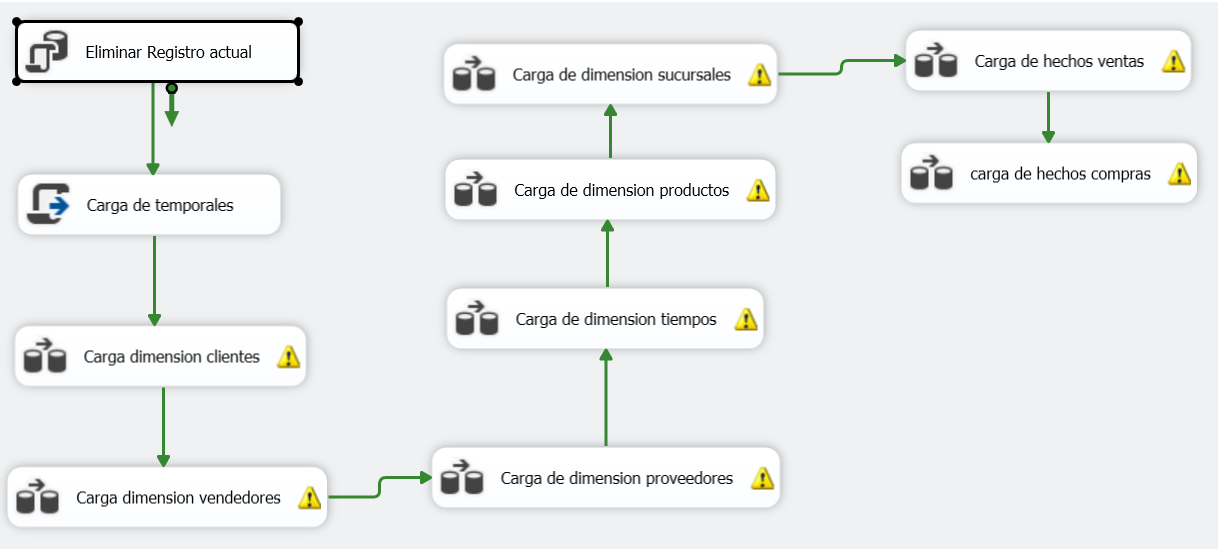 Eliminar Registro actual
Carga de temporales
Carga dimension clientes
Carga dimension vendedores
Carga de dimension proveedores
Carga de dimension tiempos
Carga de dimension productos
Carga de dimension sucursales
Carga de hechos ventas
carga de hechos compras